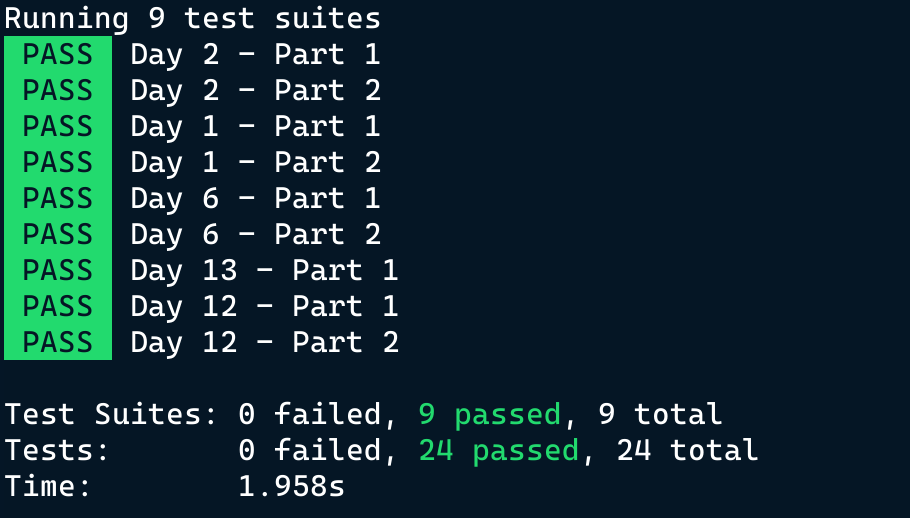 Running 9 test suites
PASS Day 2 - Part 1
PASS Day 2 - Part 2
PASS Day 1 - Part 1
PASS Day 1 - Part 2
PASS Day 6 - Part 1
PASS Day 6 - Part 2
PASS Day 13 - Part 1
PASS Day 12 - Part 1
PASS Day 12 - Part 2
Test Suites: 0 failed, 9 passed, 9 total
Tests: 0 failed, 24 passed, 24 total
Time: 1.958s